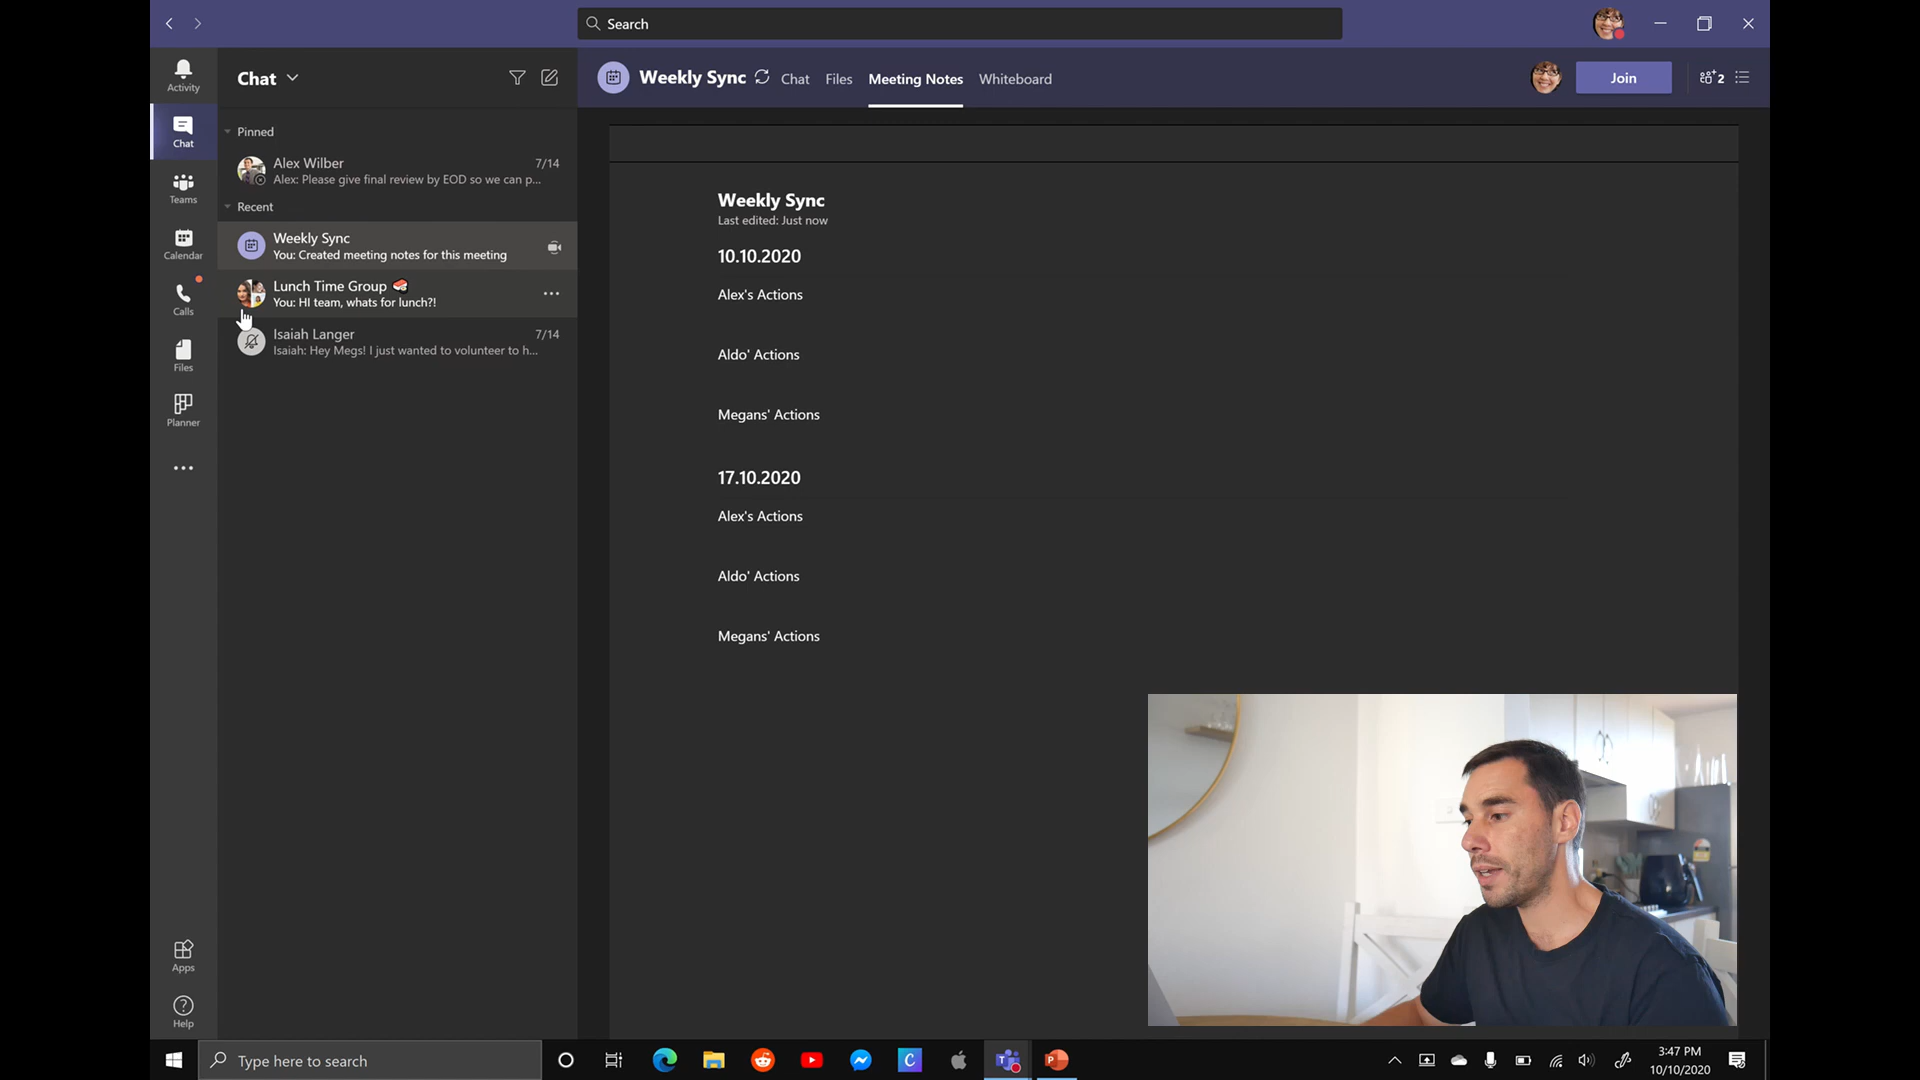 Search
Activity
Chat
Teams
Calendar
Calls
Files
Planner
Apps
Help
Chat
Pinned
Alex Wilber 7/14
Alex: Please give final review by EOD so we can p...
Recent
Weekly Sync
You: Created meeting notes for this meeting
Lunch Time Group
You: HI team, whats for lunch?!
Isaiah Langer 7/14
Isaiah: Hey Megs! I just wanted to volunteer to h...
Weekly Sync Chat Files Meeting Notes Whiteboard Join 2
Weekly Sync
Last edited: Just now
10.10.2020
Alex's Actions
Aldo' Actions
Megans' Actions
17.10.2020
Alex's Actions
Aldo' Actions
Megans' Actions
Type here to search
3:47 PM
10/10/2020